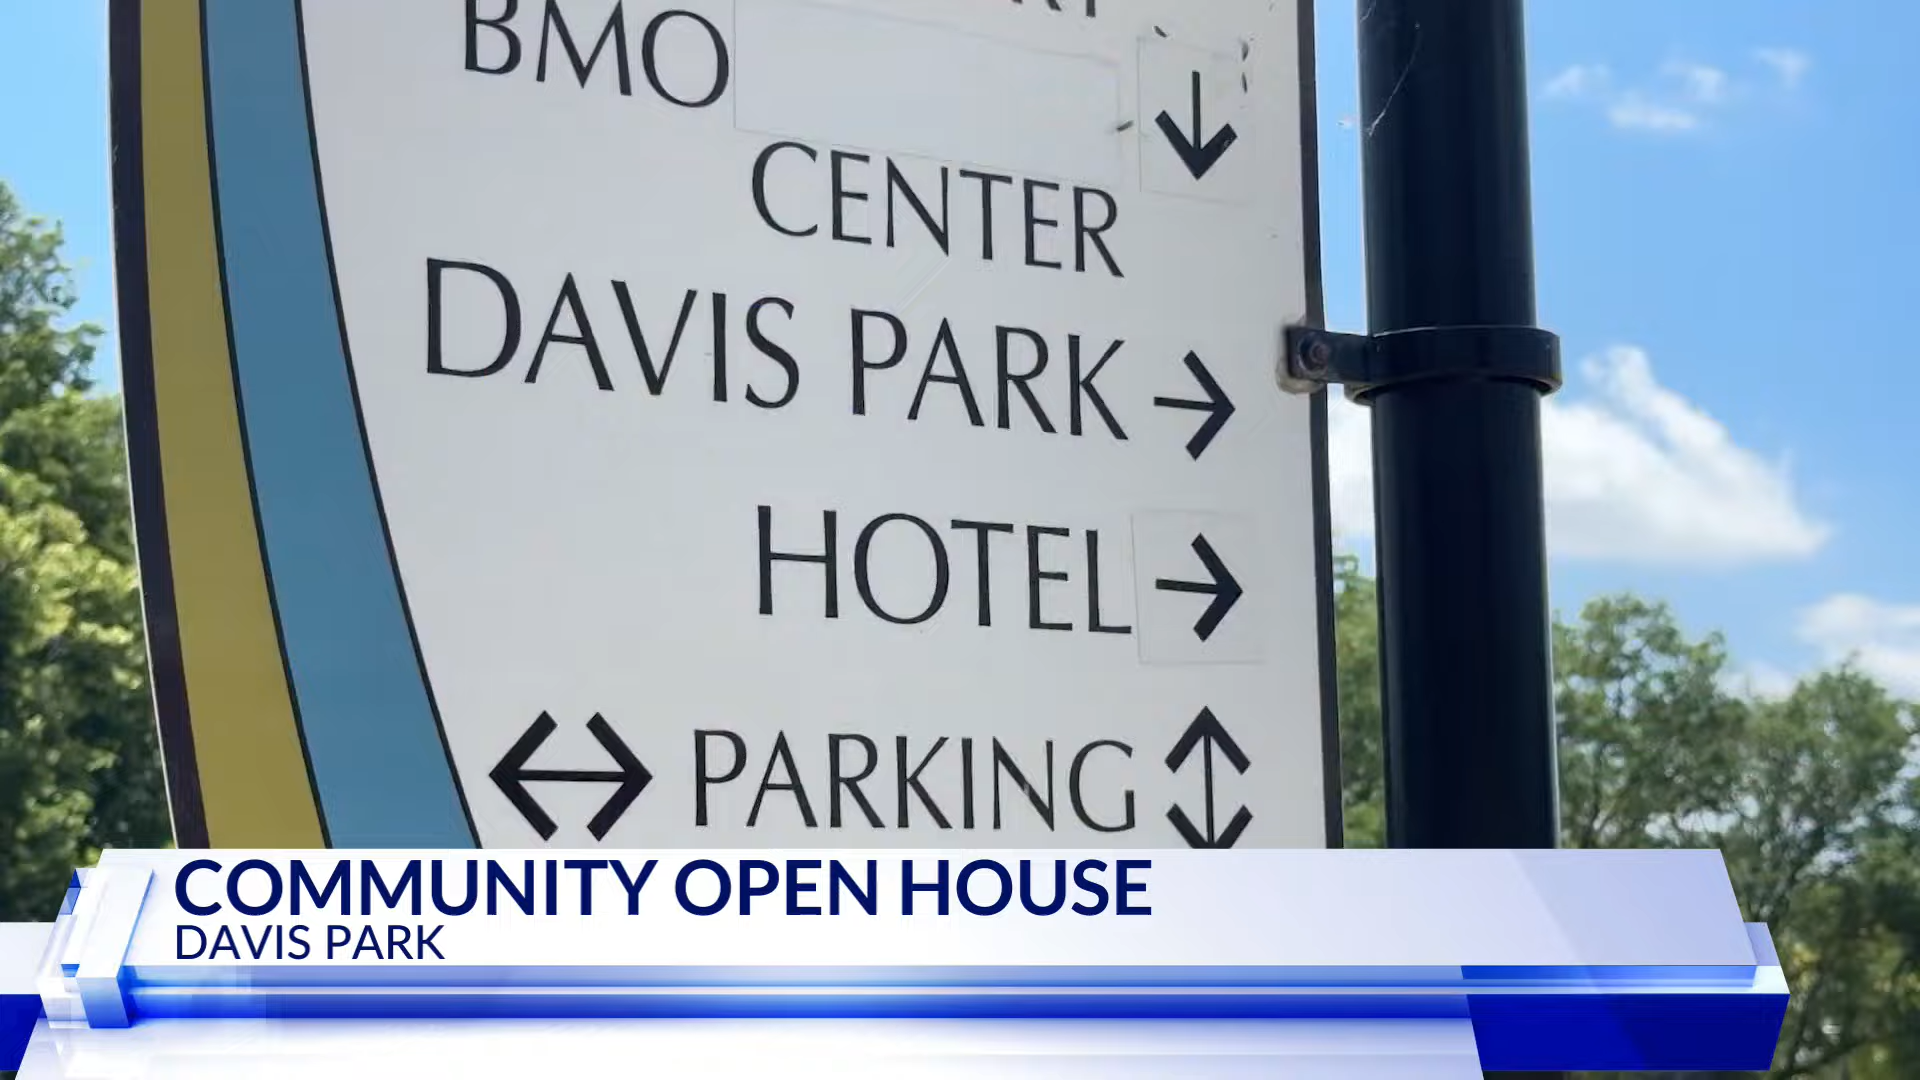 BMO
CENTER
DAVIS PARK →
HOTEL →
PARKING
COMMUNITY OPEN HOUSE
DAVIS PARK